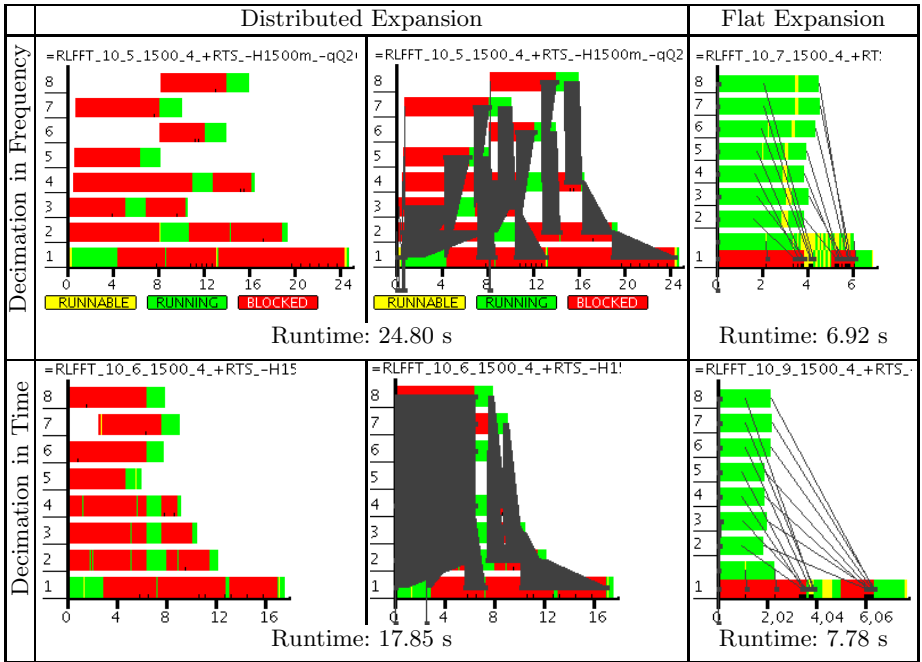 Distributed Expansion
Flat Expansion
Decimation in Frequency
=RLFFT_10_5_1500_4_+RTS_-H1500m_-qQ2(
8
7
6
5
4
3
2
1
0 4 8 12 16 20 24
RUNNABLE RUNNING BLOCKED
=RLFFT_10_5_1500_4_+RTS_-H1500m_-qQ2
8
7
6
5
4
3
2
1
0 4 8 12 16 20 24
RUNNABLE RUNNING BLOCKED
Runtime: 24.80 s
=RLFFT_10_7_1500_4_+RT
8
7
6
5
4
3
2
1
0 2 4 6
Runtime: 6.92 s
Decimation in Time
=RLFFT_10_6_1500_4_+RTS_-H15
8
7
6
5
4
3
2
1
0 4 8 12 16
=RLFFT_10_6_1500_4_+RTS_-H1
8
7
6
5
4
3
2
1
0 4 8 12 16
Runtime: 17.85 s
=RLFFT_10_9_1500_4_+RTS_-
8
7
6
5
4
3
2
1
0 2,02 4,04 6,06
Runtime: 7.78 s